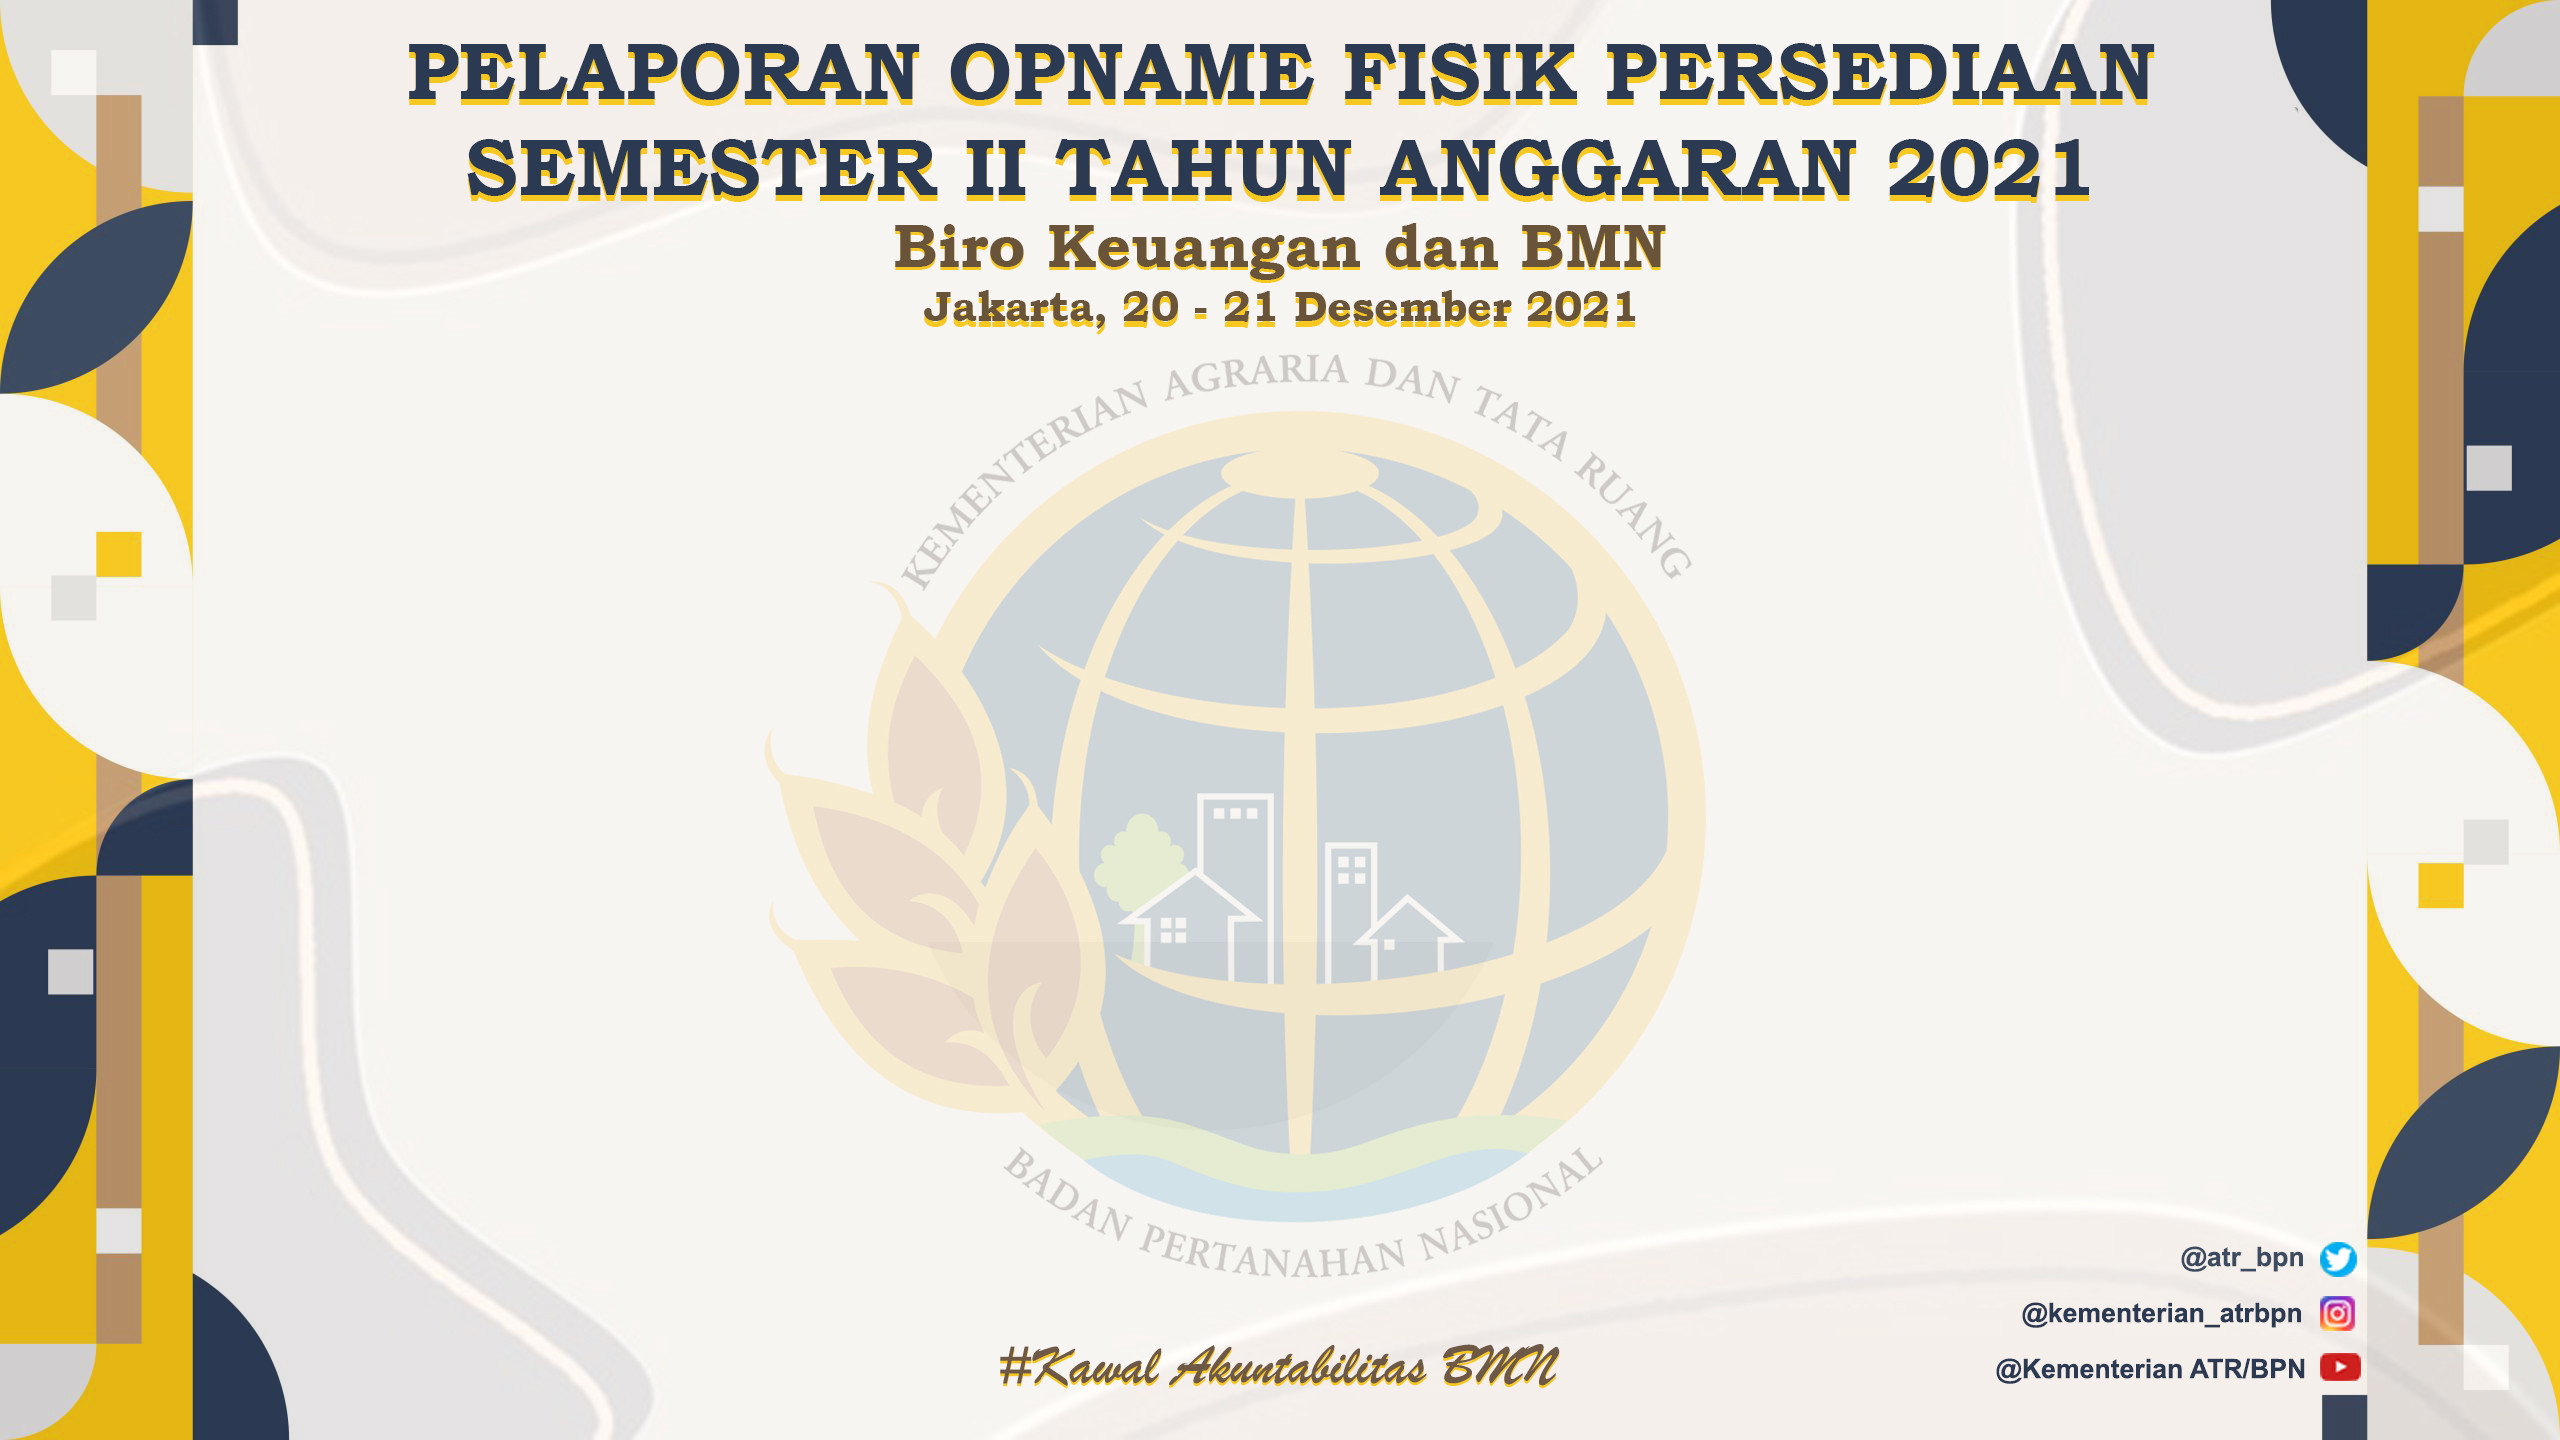 PELAPORAN OPNAME FISIK PERSEDIAAN
SEMESTER II TAHUN ANGGARAN 2021
Biro Keuangan dan BMN
Jakarta, 20 - 21 Desember 2021
KEMENTERIAN AGRARIA DAN TATA RUANG
BADAN PERTANAHAN NASIONAL
@atr_bpn
@kementerian_atrbpn
@Kementerian ATR/BPN
#Kawal Akuntabilitas BMN